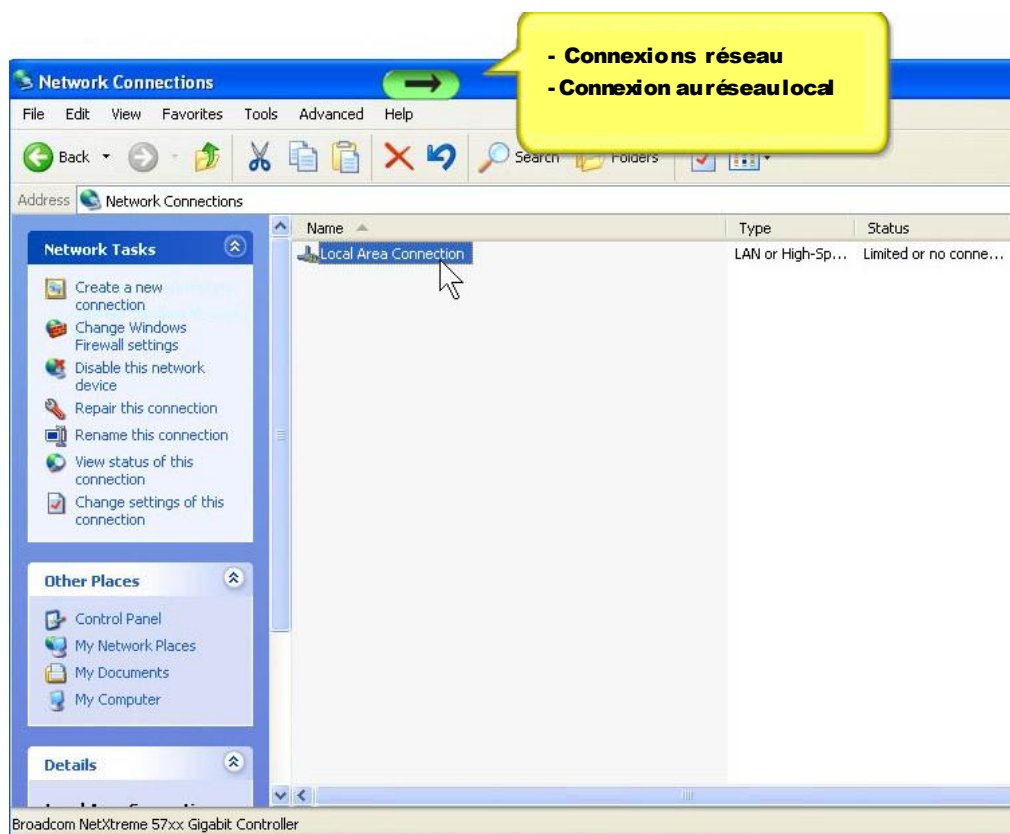 - Connexions réseau
- Connexion au réseau local
Network Connections
File Edit View Favorites Tools Advanced Help
Back Search Folders
Address Network Connections
Name Type Status
Local Area Connection LAN or High-Sp... Limited or no conne...
Network Tasks
Create a new
connection
Change Windows
Firewall settings
Disable this network
device
Repair this connection
Rename this connection
View status of this
connection
Change settings of this
connection
Other Places
Control Panel
My Network Places
My Documents
My Computer
Details
Broadcom NetXtreme 57xx Gigabit Controller